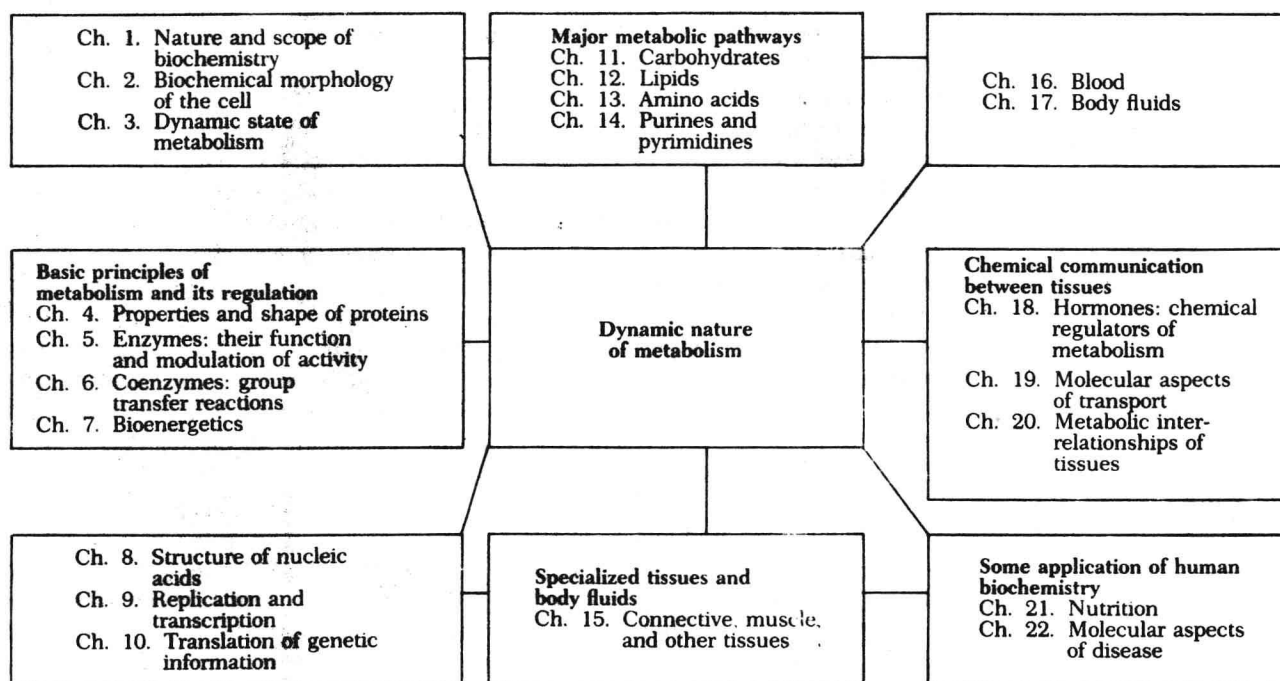 Ch. 1. Nature and scope of
biochemistry
Ch. 2. Biochemical morphology
of the cell
Ch. 3. Dynamic state of
metabolism
Major metabolic pathways
Ch. 11. Carbohydrates
Ch. 12. Lipids
Ch. 13. Amino acids
Ch. 14. Purines and
pyrimidines
Ch. 16. Blood
Ch. 17. Body fluids
Basic principles of
metabolism and its regulation
Ch. 4. Properties and shape of proteins
Ch. 5. Enzymes: their function
and modulation of activity
Ch. 6. Coenzymes: group
transfer reactions
Ch. 7. Bioenergetics
Dynamic nature
of metabolism
Chemical communication
between tissues
Ch. 18. Hormones: chemical
regulators of
metabolism
Ch. 19. Molecular aspects
of transport
Ch. 20. Metabolic inter-
relationships of
tissues
Ch. 8. Structure of nucleic
acids
Ch. 9. Replication and
transcription
Ch. 10. Translation of genetic
information
Specialized tissues and
body fluids
Ch. 15. Connective, muscle,
and other tissues
Some application of human
biochemistry
Ch. 21. Nutrition
Ch. 22. Molecular aspects
of disease